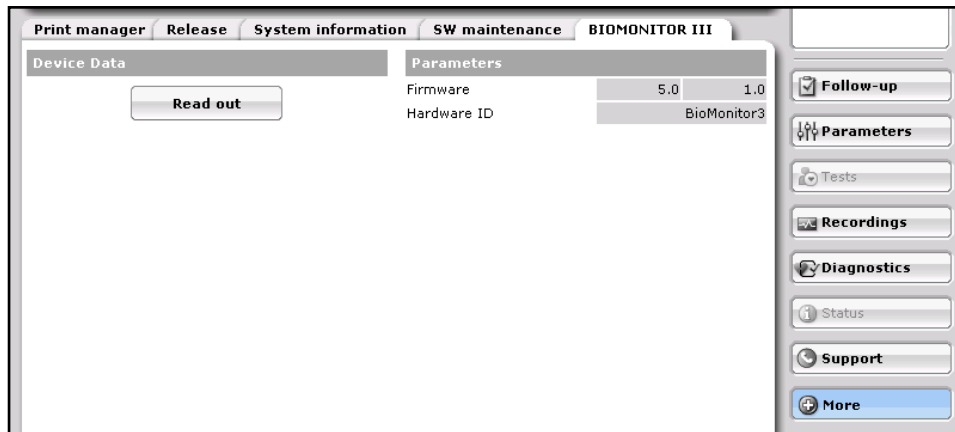 Print manager Release System information SW maintenance BIOMONITOR III
Device Data
Read out
Parameters
Firmware 5.0 1.0
Hardware ID BioMonitor3
Follow-up
Parameters
Tests
Recordings
Diagnostics
Status
Support
More